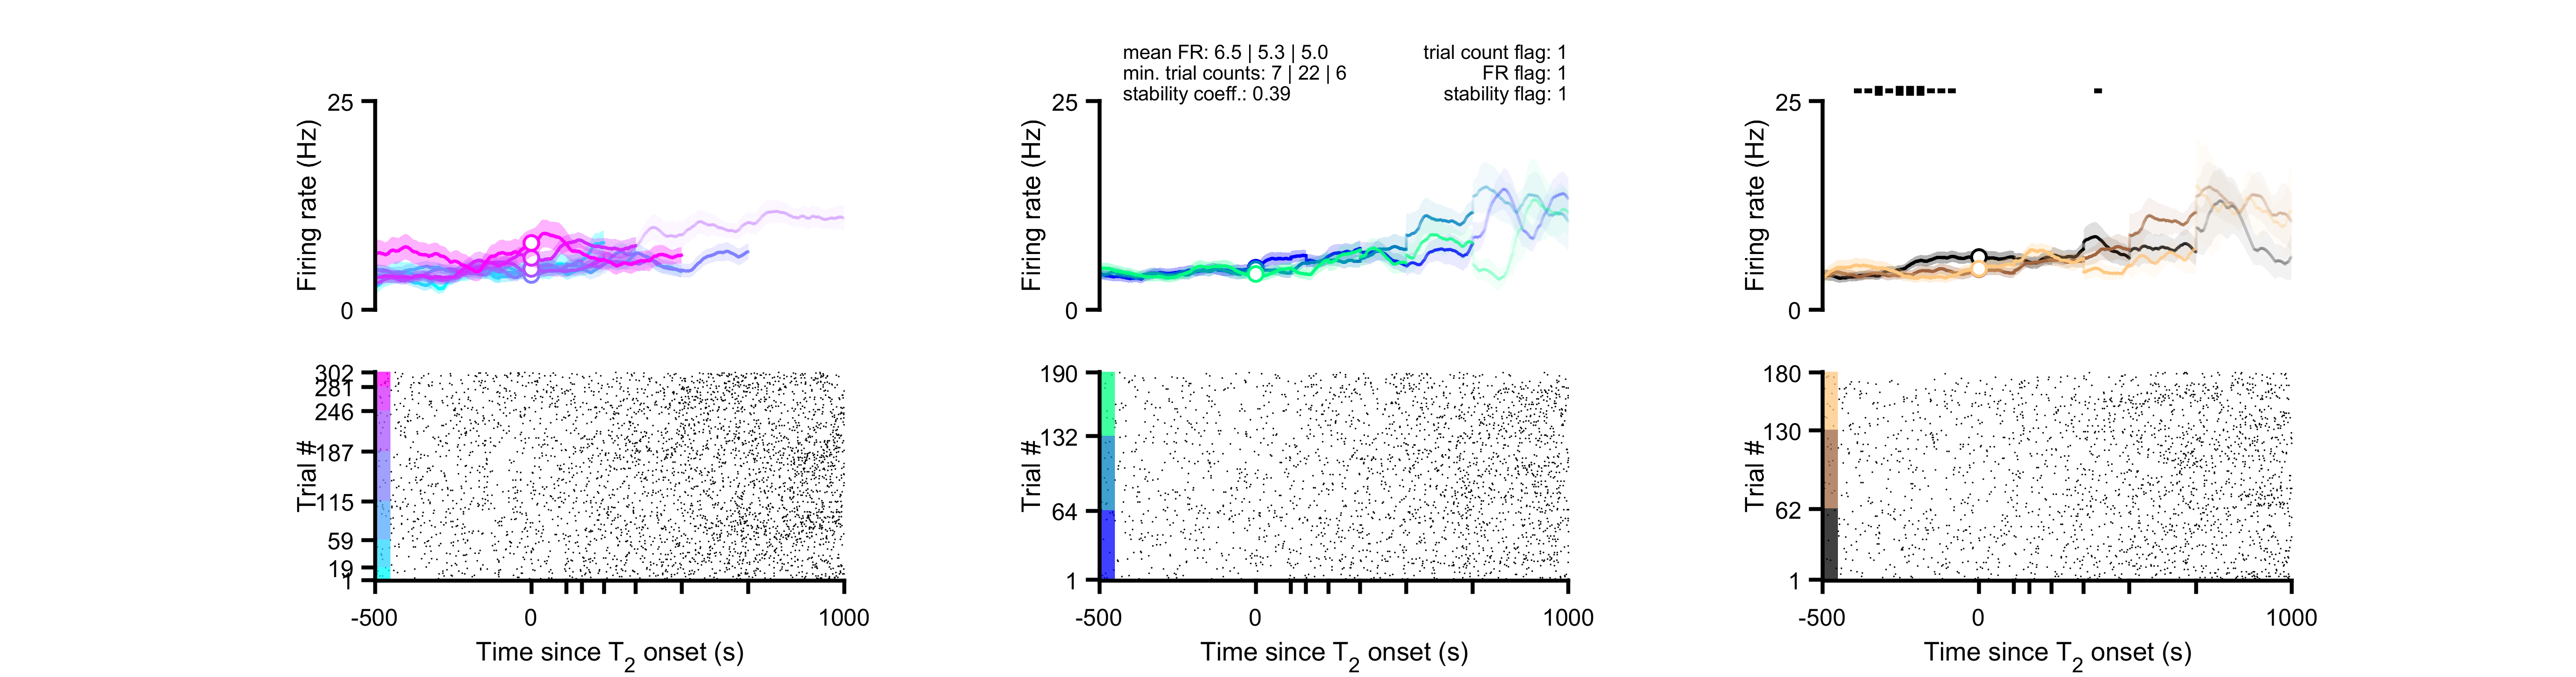 mean FR: 6.5 | 5.3 | 5.0
min. trial counts: 7 | 22 | 6
stability coeff.: 0.39
trial count flag: 1
FR flag: 1
stability flag: 1
25
Firing rate (Hz)
0
25
Firing rate (Hz)
0
25
Firing rate (Hz)
0
302
281
246
187
115
59
19
1
Trial #
-500
0
1000
Time since T2 onset (s)
190
132
64
1
Trial #
-500
0
1000
Time since T2 onset (s)
180
130
62
1
Trial #
-500
0
1000
Time since T2 onset (s)